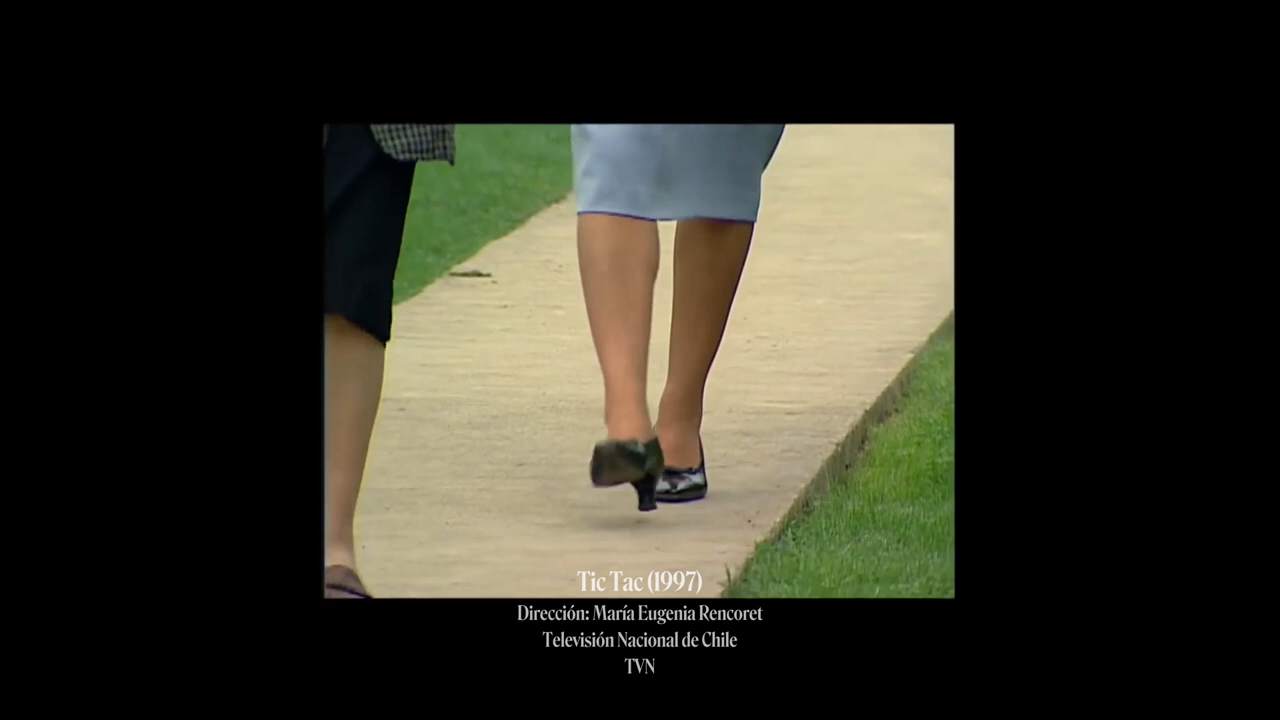 Tic Tac (1997)
Dirección: María Eugenia Rencoret
Televisión Nacional de Chile
TVN